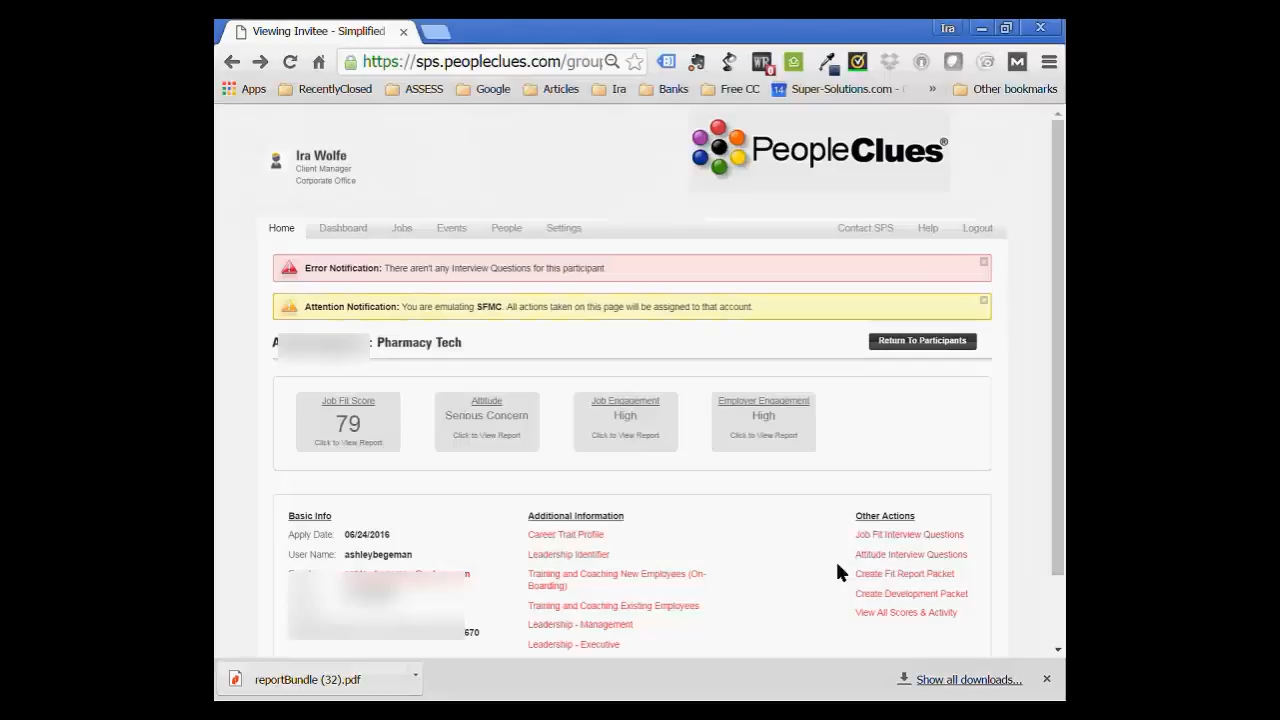 Viewing Invitee - Simplified
Ira
https://sps.peopleclues.com/group
Apps RecentlyClosed ASSESS Google Articles Ira Banks Free CC 14 Super-Solutions.com - » Other bookmarks
Ira Wolfe
Client Manager
Corporate Office
PeopleClues®
Home Dashboard Jobs Events People Settings Contact SPS Help Logout
Error Notification: There aren't any Interview Questions for this participant
Attention Notification: You are emulating SFMC. All actions taken on this page will be assigned to that account.
A : Pharmacy Tech
Return To Participants
Job Fit Score
79
Click to View Report
Attitude
Serious Concern
Click to View Report
Job Engagement
High
Click to View Report
Employer Engagement
High
Click to View Report
Basic Info
Apply Date: 06/24/2016
User Name: ashleybegeman
670
Additional Information
Career Trait Profile
Leadership Identifier
Training and Coaching New Employees (On-
Boarding)
Training and Coaching Existing Employees
Leadership - Management
Leadership - Executive
Other Actions
Job Fit Interview Questions
Attitude Interview Questions
Create Fit Report Packet
Create Development Packet
View All Scores & Activity
reportBundle (32).pdf
Show all downloads...